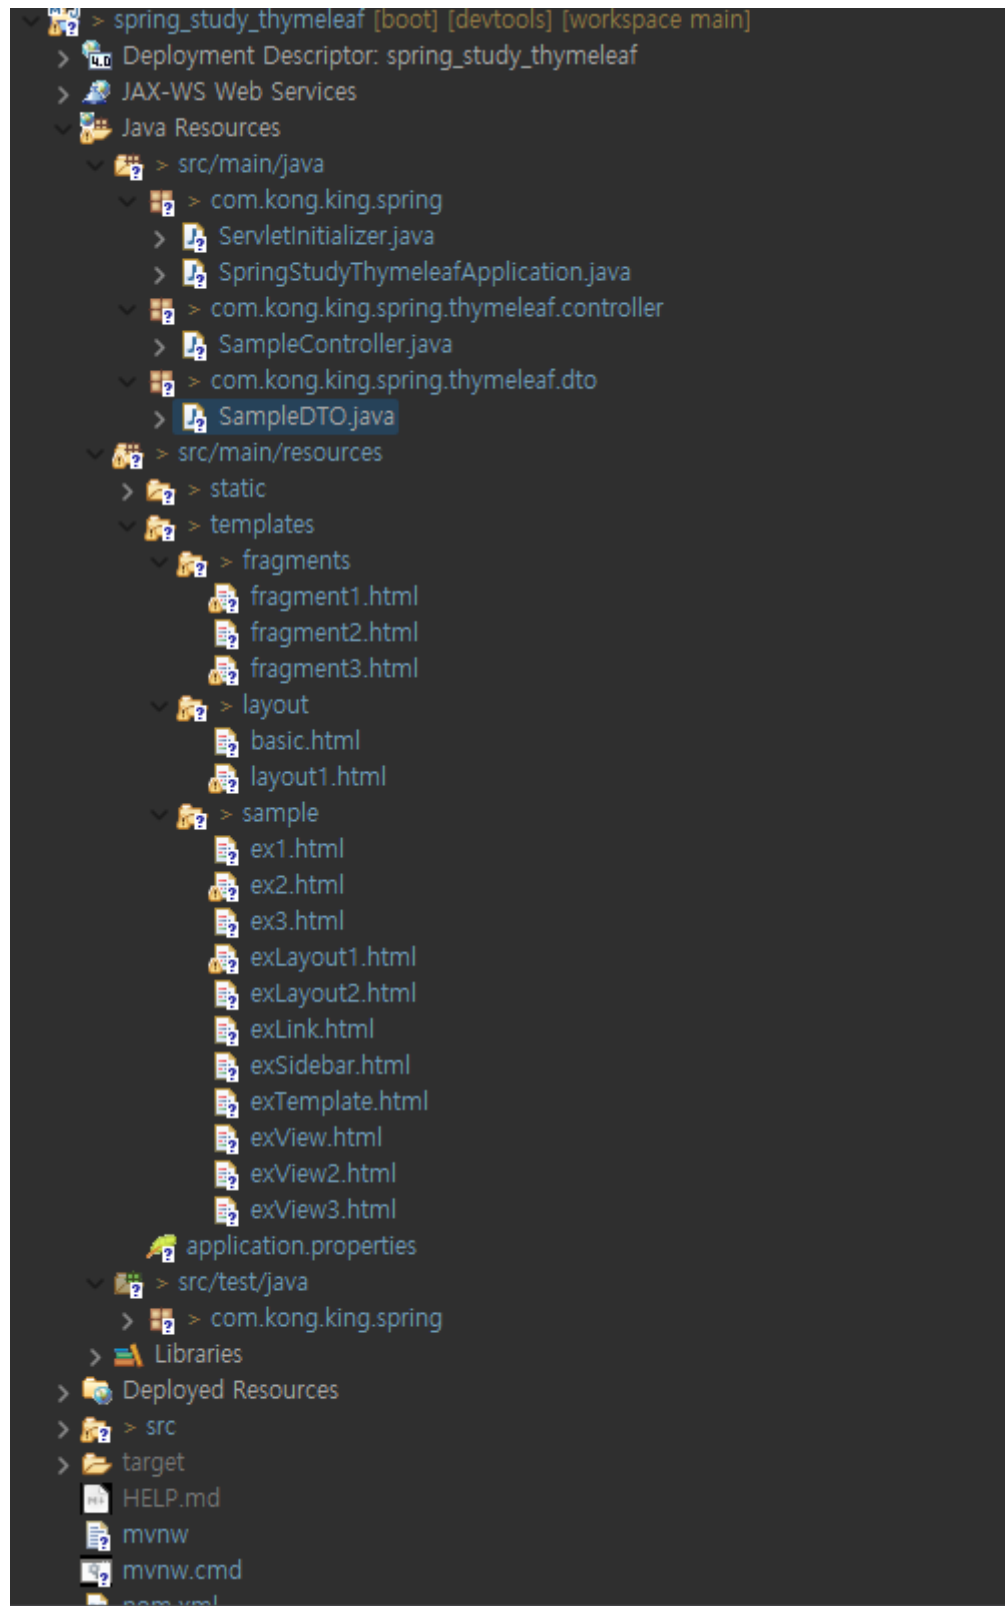 > spring_study_thymeleaf [boot] [devtools] [workspace main]
Deployment Descriptor: spring_study_thymeleaf
JAX-WS Web Services
Java Resources
> src/main/java
> com.kong.king.spring
ServletInitializer.java
SpringStudyThymeleafApplication.java
> com.kong.king.spring.thymeleaf.controller
SampleController.java
> com.kong.king.spring.thymeleaf.dto
SampleDTO.java
> src/main/resources
> static
> templates
> fragments
fragment1.html
fragment2.html
fragment3.html
> layout
basic.html
layout1.html
> sample
ex1.html
ex2.html
ex3.html
exLayout1.html
exLayout2.html
exLink.html
exSidebar.html
exTemplate.html
exView.html
exView2.html
exView3.html
application.properties
> src/test/java
> com.kong.king.spring
Libraries
Deployed Resources
> src
target
HELP.md
mvnw
mvnw.cmd
pom.xml